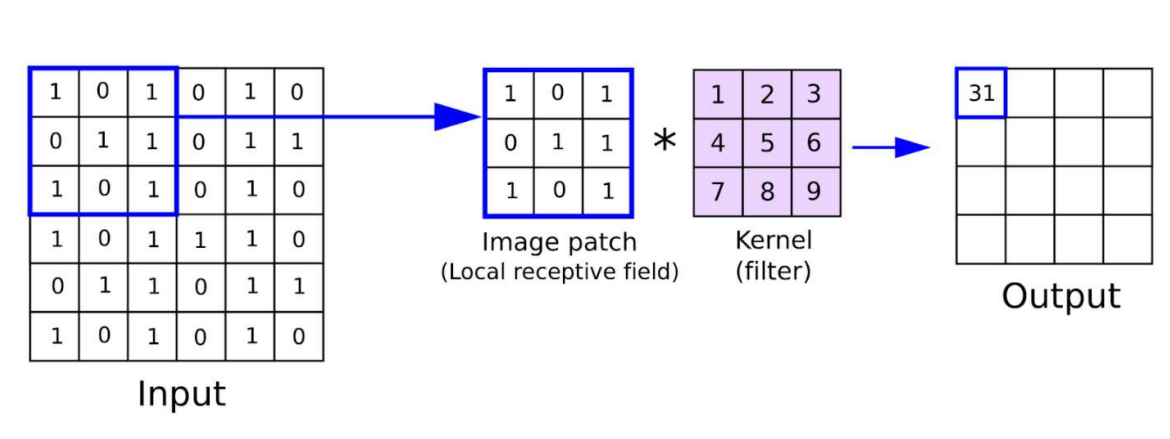 1 0 1 0 1 0
0 1 1 0 1 1
1 0 1 0 1 0
1 0 1 1 1 0
0 1 1 0 1 1
1 0 1 0 1 0
Input
1 0 1
0 1 1
1 0 1
Image patch
(Local receptive field)
*
1 2 3
4 5 6
7 8 9
Kernel
(filter)
31
Output